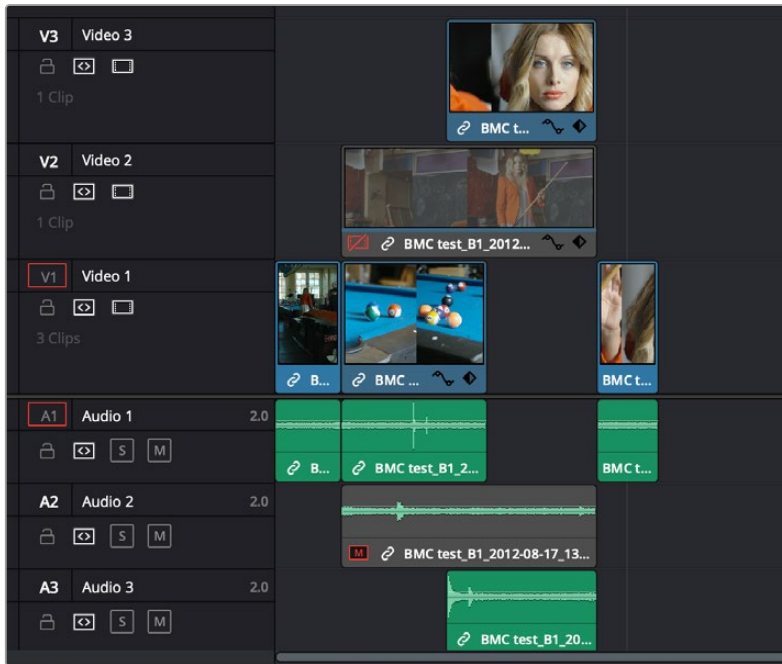 V3 Video 3
1 Clip
BMC t...
V2 Video 2
1 Clip
BMC test_B1_2012...
V1 Video 1
3 Clips
B...
BMC ...
BMC t...
A1 Audio 1 2.0
S M
B...
BMC test_B1_2...
BMC t...
A2 Audio 2 2.0
S M
M BMC test_B1_2012-08-17_13...
A3 Audio 3 2.0
S M
BMC test_B1_20...